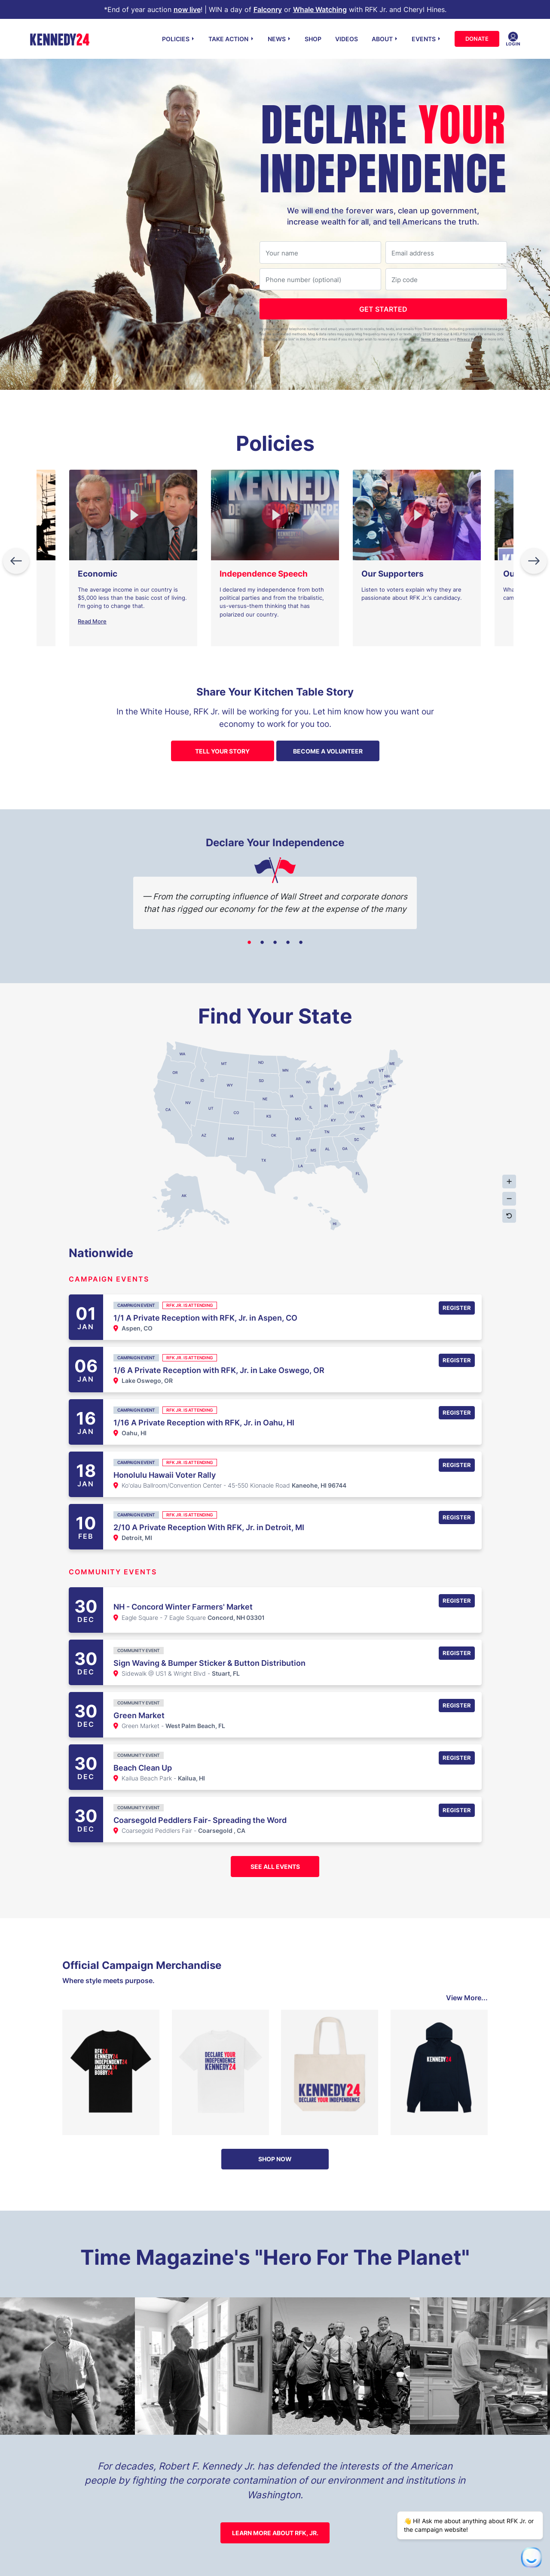 *End of year auction now live! | WIN a day of Falconry or Whale Watching with RFK Jr. and Cheryl Hines.
KENNEDY24
POLICIES
TAKE ACTION
NEWS
SHOP
VIDEOS
ABOUT
EVENTS
DONATE
LOGIN
DECLARE YOUR
INDEPENDENCE
We will end the forever wars, clean up government,
increase wealth for all, and tell Americans the truth.
Your name
Email address
Phone number (optional)
Zip code
GET STARTED
Terms of Service
Policies
Economic
The average income in our country is
$5,000 less than the basic cost of living.
I'm going to change that.
Read More
KENNEDY
Independence Speech
I declared my independence from both
political parties and from the tribalistic,
us-versus-them thinking that has
polarized our country.
Our Supporters
Listen to voters explain why they are
passionate about RFK Jr.'s candidacy.
Share Your Kitchen Table Story
In the White House, RFK Jr. will be working for you. Let him know how you want our
economy to work for you too.
TELL YOUR STORY
BECOME A VOLUNTEER
Declare Your Independence
— From the corrupting influence of Wall Street and corporate donors
that has rigged our economy for the few at the expense of the many
Find Your State
WA
MT
ND
MN
ME
OR
ID
WY
SD
WI
MI
NY
VT
CA
NV
UT
CO
NE
IA
IL
IN
OH
PA
KS
MO
KY
AZ
NM
OK
AR
TN
NC
SC
TX
LA
MS
AL
GA
FL
AK
HI
+
−
Nationwide
CAMPAIGN EVENTS
01
JAN
CAMPAIGN EVENT
RFK JR. IS ATTENDING
1/1 A Private Reception with RFK, Jr. in Aspen, CO
Aspen, CO
REGISTER
06
JAN
CAMPAIGN EVENT
RFK JR. IS ATTENDING
1/6 A Private Reception with RFK, Jr. in Lake Oswego, OR
Lake Oswego, OR
REGISTER
16
JAN
CAMPAIGN EVENT
RFK JR. IS ATTENDING
1/16 A Private Reception with RFK, Jr. in Oahu, HI
Oahu, HI
REGISTER
18
JAN
CAMPAIGN EVENT
RFK JR. IS ATTENDING
Honolulu Hawaii Voter Rally
Ko'olau Ballroom/Convention Center - 45-550 Kionaole Road Kaneohe, HI 96744
REGISTER
10
FEB
CAMPAIGN EVENT
RFK JR. IS ATTENDING
2/10 A Private Reception With RFK, Jr. in Detroit, MI
Detroit, MI
REGISTER
COMMUNITY EVENTS
30
DEC
NH - Concord Winter Farmers' Market
Eagle Square - 7 Eagle Square Concord, NH 03301
REGISTER
30
DEC
COMMUNITY EVENT
Sign Waving & Bumper Sticker & Button Distribution
Sidewalk @ US1 & Wright Blvd - Stuart, FL
REGISTER
30
DEC
COMMUNITY EVENT
Green Market
Green Market - West Palm Beach, FL
REGISTER
30
DEC
COMMUNITY EVENT
Beach Clean Up
Kailua Beach Park - Kailua, HI
REGISTER
30
DEC
COMMUNITY EVENT
Coarsegold Peddlers Fair- Spreading the Word
Coarsegold Peddlers Fair - Coarsegold , CA
REGISTER
SEE ALL EVENTS
Official Campaign Merchandise
Where style meets purpose.
View More...
RFK24
KENNEDY24
INDEPENDENT24
AMERICA24
BOBBY24
DECLARE YOUR
INDEPENDENCE
KENNEDY24
KENNEDY24
DECLARE YOUR INDEPENDENCE
KENNEDY24
SHOP NOW
Time Magazine's "Hero For The Planet"
For decades, Robert F. Kennedy Jr. has defended the interests of the American
people by fighting the corporate contamination of our environment and institutions in
Washington.
LEARN MORE ABOUT RFK, JR.
👋 Hi! Ask me about anything about RFK Jr. or
the campaign website!